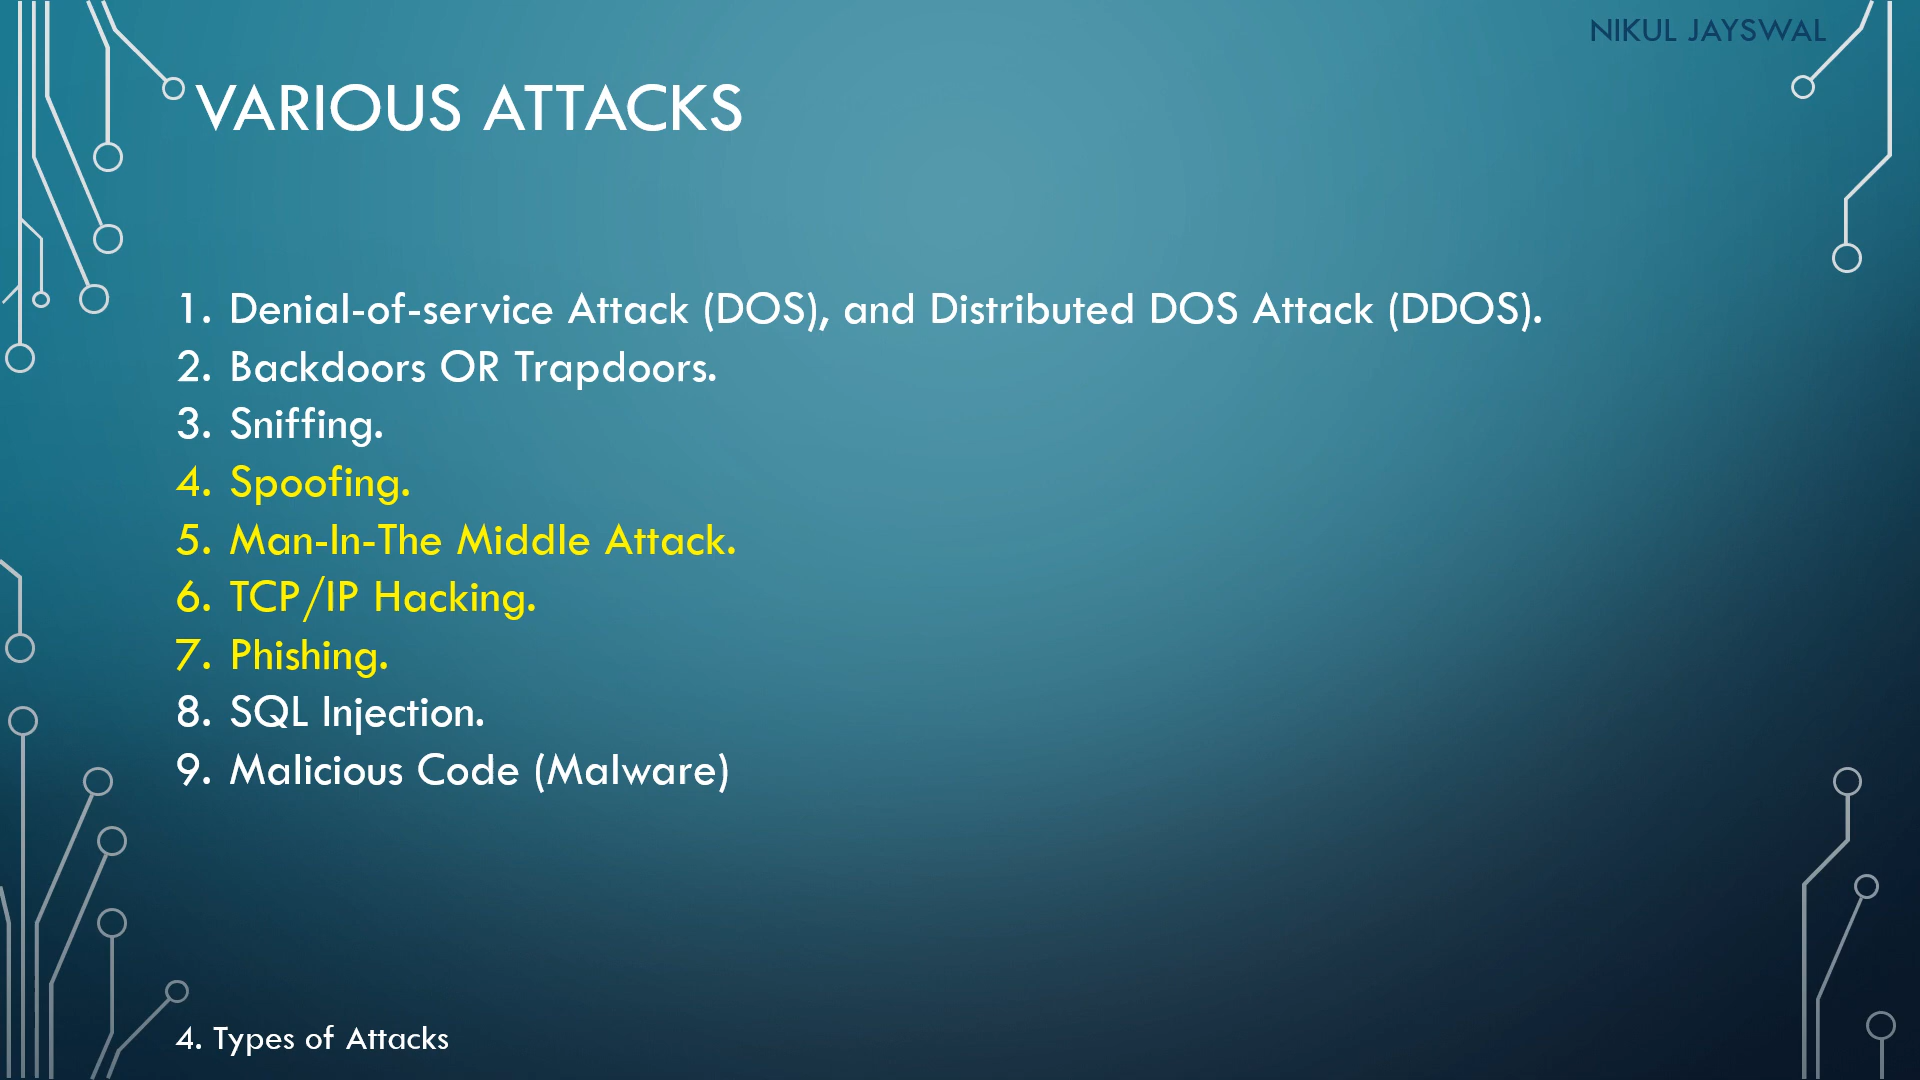 NIKUL JAYSWAL
VARIOUS ATTACKS
1. Denial-of-service Attack (DOS), and Distributed DOS Attack (DDOS).
2. Backdoors OR Trapdoors.
3. Sniffing.
4. Spoofing.
5. Man-In-The Middle Attack.
6. TCP/IP Hacking.
7. Phishing.
8. SQL Injection.
9. Malicious Code (Malware)
4. Types of Attacks